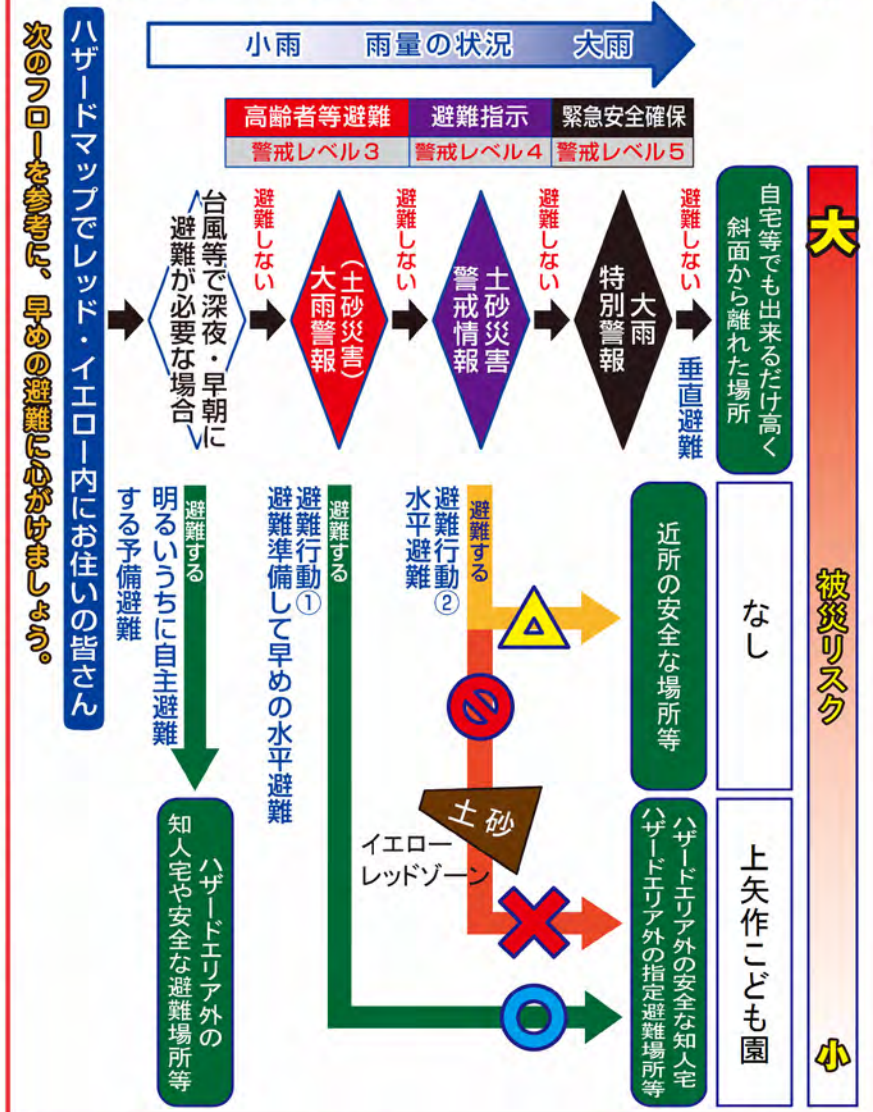 次のフローを参考に、早めの避難に心がけましょう。
ハザードマップでレッド・イエロー内にお住いの皆さん
小雨 雨量の状況 大雨
高齢者等避難 避難指示 緊急安全確保
警戒レベル3 警戒レベル4 警戒レベル5
台風等で深夜・早朝に
避難が必要な場合
避難しない
(土砂災害)
大雨警報
避難しない
土砂災害
警戒情報
避難しない
大雨
特別警報
避難しない
垂直避難
自宅等でも出来るだけ高く
斜面から離れた場所
避難する
明るいうちに自主避難
する予備避難
ハザードエリア外の
知人宅や安全な避難場所等
避難する
避難行動①
避難準備して早めの水平避難
避難する
避難行動②
水平避難
土砂
イエロー
レッドゾーン
近所の安全な場所等
なし
ハザードエリア外の安全な知人宅
ハザードエリア外の指定避難場所等
上矢作こども園
大
被災リスク
小